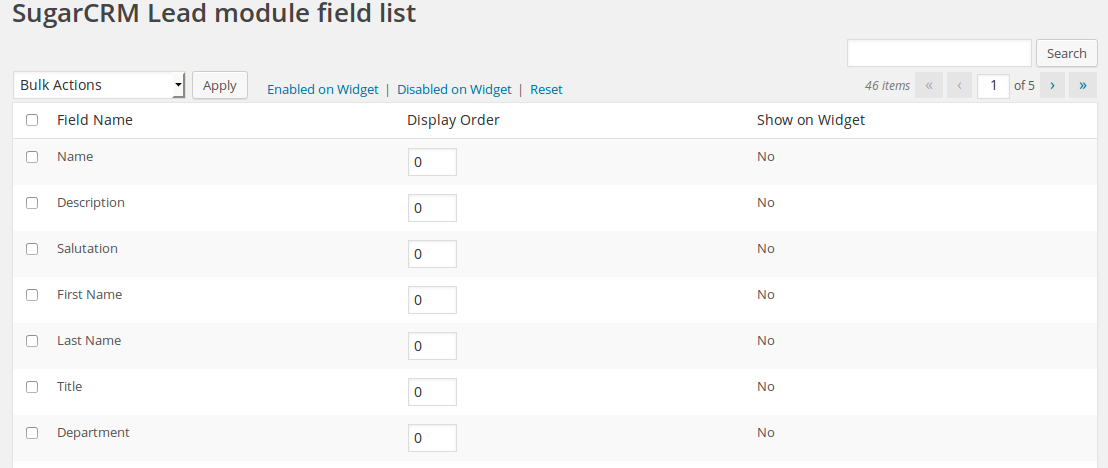 SugarCRM Lead module field list
Search
Bulk Actions Apply Enabled on Widget | Disabled on Widget | Reset 46 items « ‹ 1 of 5 › »
Field Name Display Order Show on Widget
Name 0 No
Description 0 No
Salutation 0 No
First Name 0 No
Last Name 0 No
Title 0 No
Department 0 No